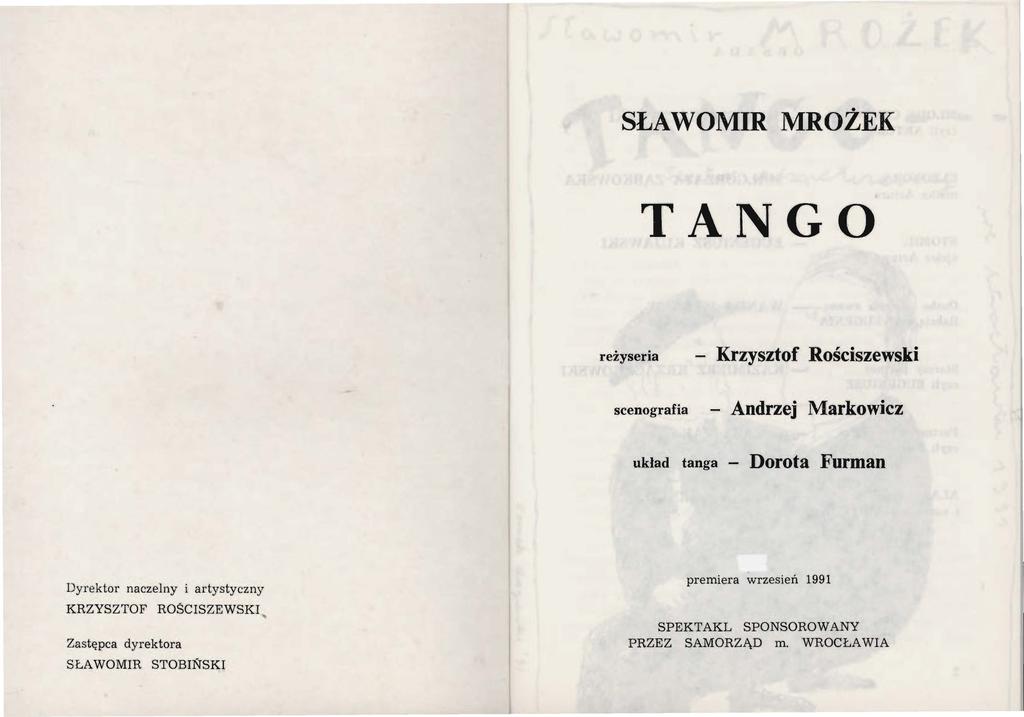 Dyrektor naczelny i artystyczny
KRZYSZTOF ROŚCISZEWSKI
Zastępca dyrektora
SŁAWOMIR STOBIŃSKI
SŁAWOMIR MROŻEK
TANGO
reżyseria – Krzysztof Rościszewski
scenografia – Andrzej Markowicz
układ tanga – Dorota Furman
premiera wrzesień 1991
SPEKTAKL SPONSOROWANY
PRZEZ SAMORZĄD m. WROCŁAWIA